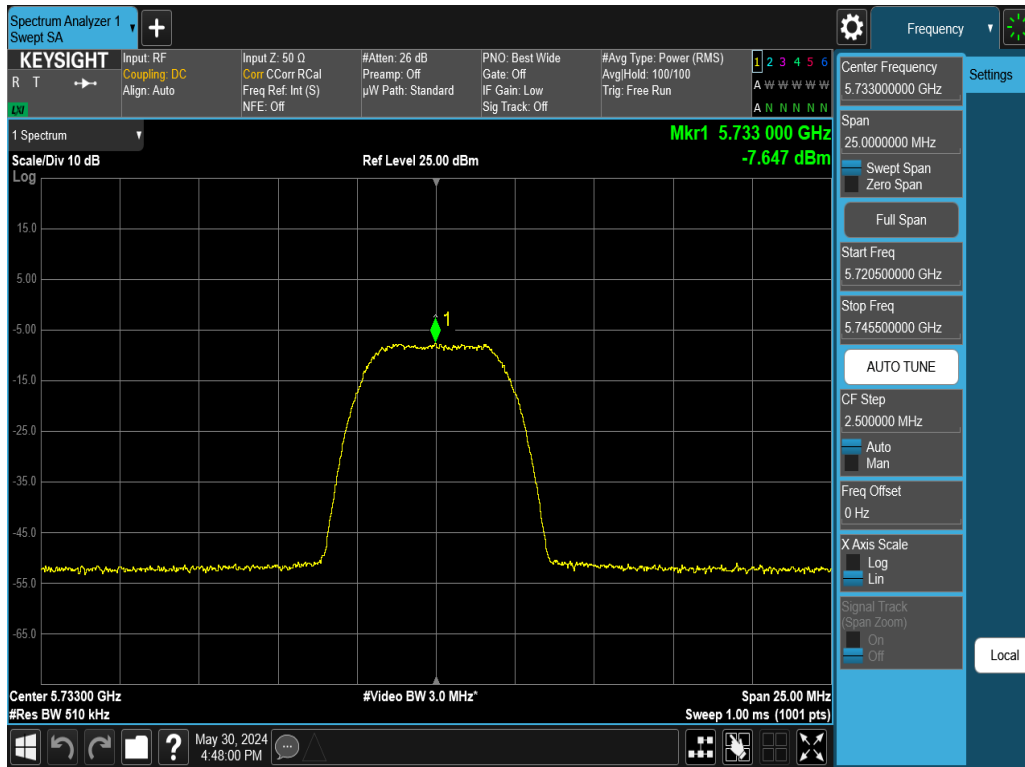 Spectrum Analyzer 1
Swept SA
+
Frequency
KEYSIGHT
R T
LXI
Input: RF
Coupling: DC
Align: Auto
Input Z: 50 Ω
Corr CCorr RCal
Freq Ref: Int (S)
NFE: Off
#Atten: 26 dB
Preamp: Off
µW Path: Standard
PNO: Best Wide
Gate: Off
IF Gain: Low
Sig Track: Off
#Avg Type: Power (RMS)
Avg|Hold: 100/100
Trig: Free Run
1 2 3 4 5 6
A W W W W W
A N N N N N
1 Spectrum
Scale/Div 10 dB
Log
Ref Level 25.00 dBm
Mkr1 5.733 000 GHz
-7.647 dBm
15.0
5.00
-5.00
-15.0
-25.0
-35.0
-45.0
-55.0
-65.0
1
Center 5.73300 GHz
#Res BW 510 kHz
#Video BW 3.0 MHz*
Span 25.00 MHz
Sweep 1.00 ms (1001 pts)
Center Frequency
5.733000000 GHz
Span
25.0000000 MHz
Swept Span
Zero Span
Full Span
Start Freq
5.720500000 GHz
Stop Freq
5.745500000 GHz
AUTO TUNE
CF Step
2.500000 MHz
Auto
Man
Freq Offset
0 Hz
X Axis Scale
Log
Lin
Signal Track
(Span Zoom)
On
Off
Settings
Local
?
May 30, 2024
4:48:00 PM